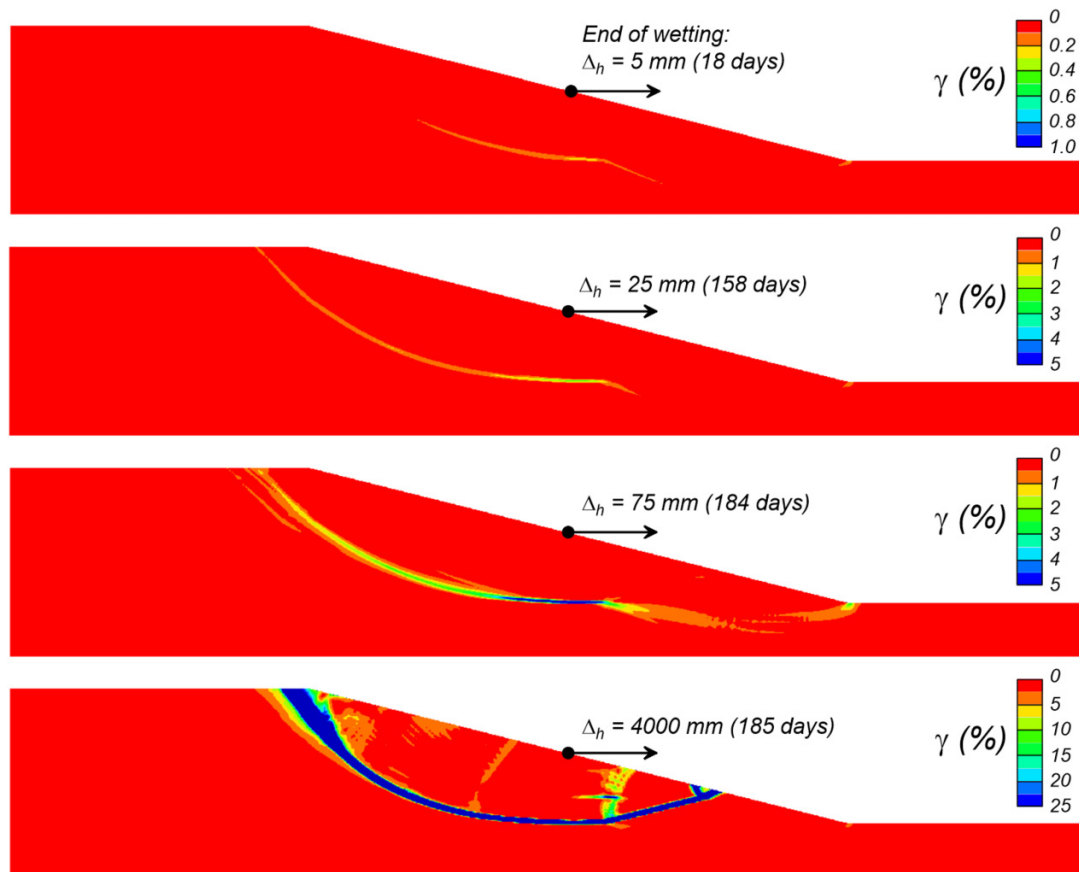 End of wetting:
Δh = 5 mm (18 days)
γ (%)
0
0.2
0.4
0.6
0.8
1.0
Δh = 25 mm (158 days)
γ (%)
0
1
2
3
4
5
Δh = 75 mm (184 days)
γ (%)
0
1
2
3
4
5
Δh = 4000 mm (185 days)
γ (%)
0
5
10
15
20
25